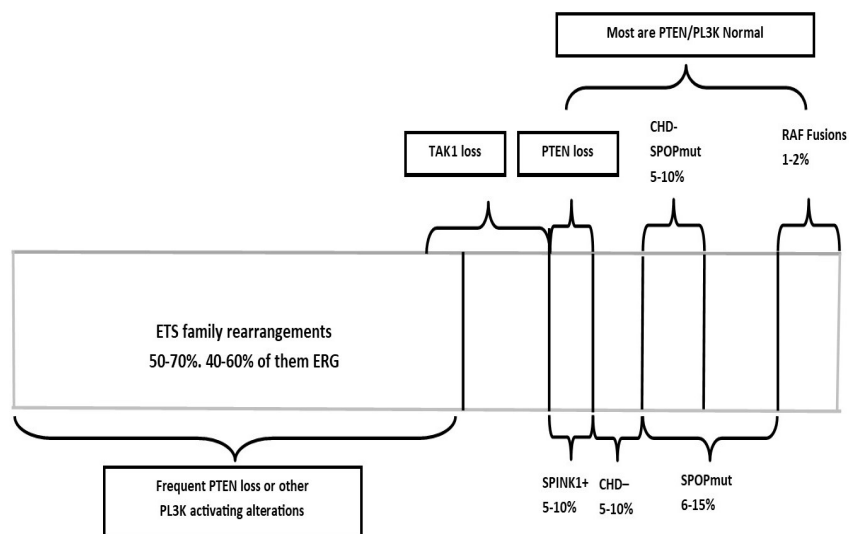 Most are PTEN/PL3K Normal
TAK1 loss
PTEN loss
CHD-
SPOPmut
5-10%
RAF Fusions
1-2%
ETS family rearrangements
50-70%. 40-60% of them ERG
Frequent PTEN loss or other
PL3K activating alterations
SPINK1+
5-10%
CHD–
5-10%
SPOPmut
6-15%